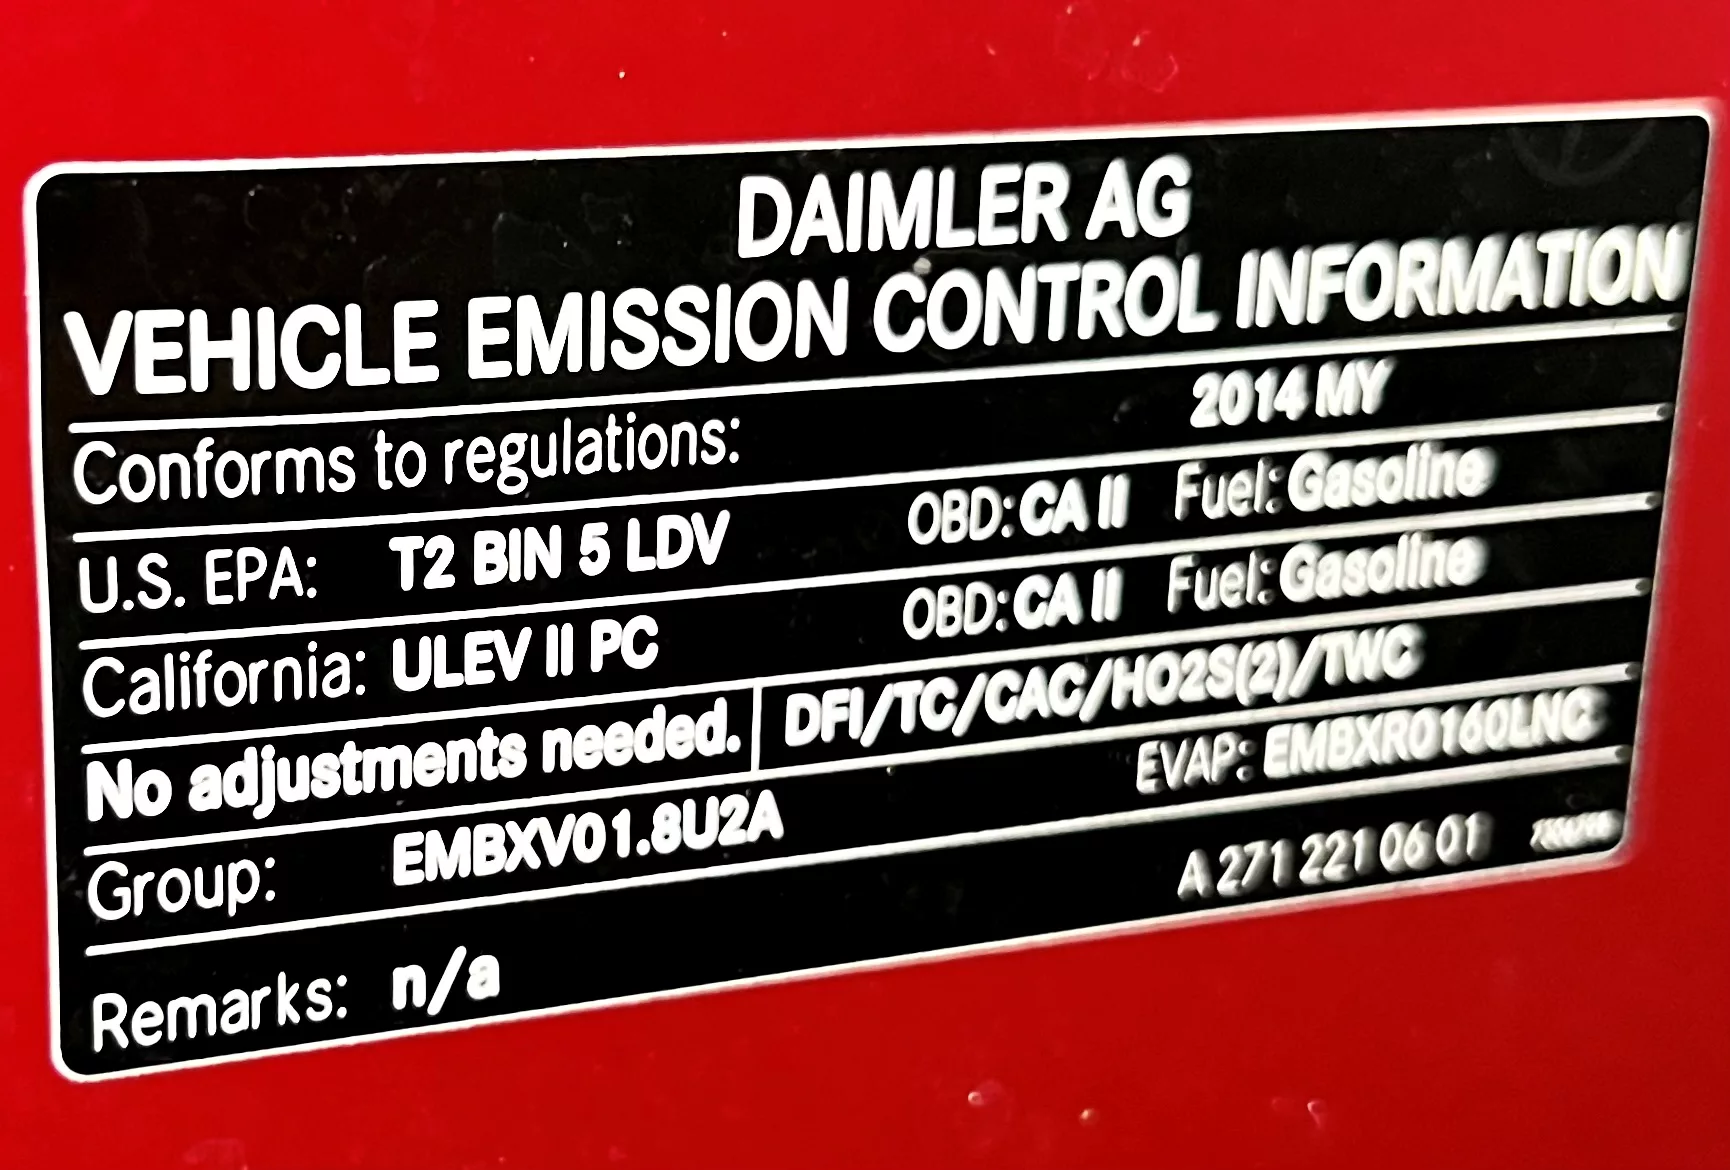 DAIMLER AG
VEHICLE EMISSION CONTROL INFORMATION
Conforms to regulations: 2014 MY
U.S. EPA: T2 BIN 5 LDV OBD: CA II Fuel: Gasoline
California: ULEV II PC OBD: CA II Fuel: Gasoline
No adjustments needed. DFI/TC/CAC/HO2S(2)/TWC
Group: EMBXV01.8U2A EVAP: EMBXR0160LNC
Remarks: n/a A 271 221 06 01